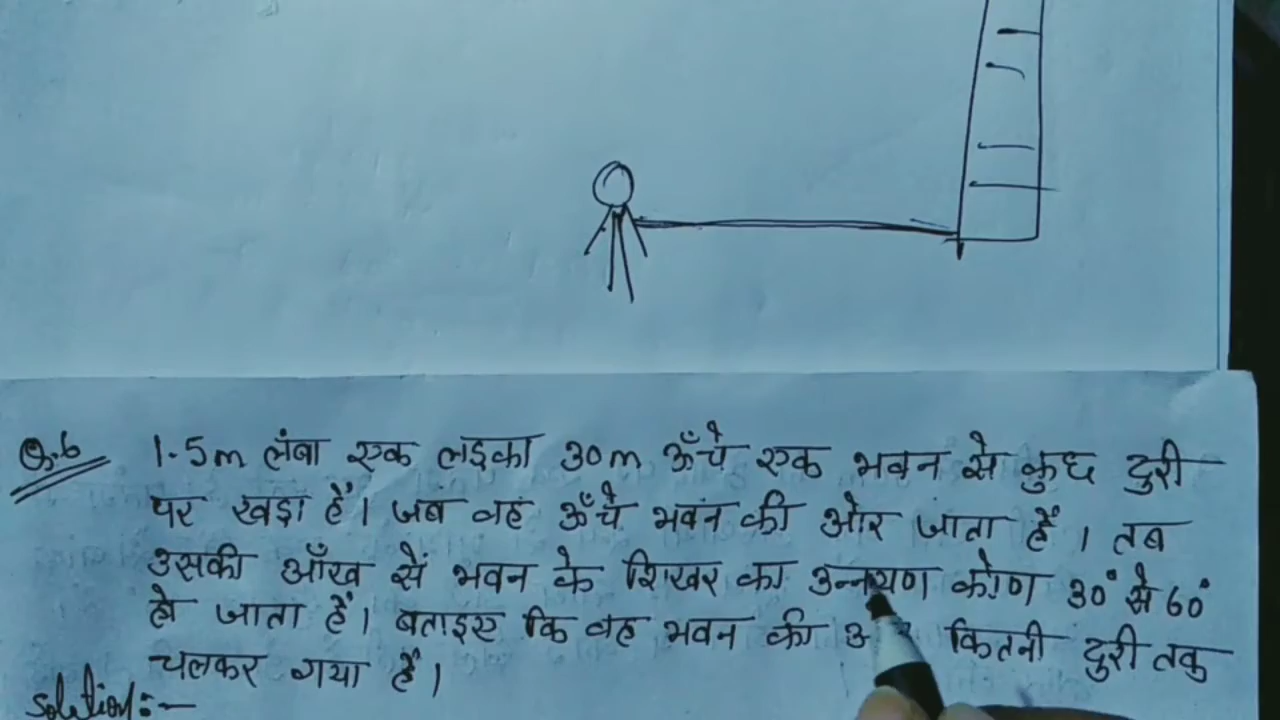 Q.6 1.5m लंबा एक लड़का 30m ऊँचे एक भवन से कुछ दुरी
पर खड़ा हैं। जब वह ऊँचे भवन की ओर जाता हैं। तब
उसकी आँख सें भवन के शिखर का उन्नयण कोण 30° से 60°
हो जाता हैं। बताइए कि वह भवन की कितनी दुरी तक
चलकर गया हैं।
Solution:-